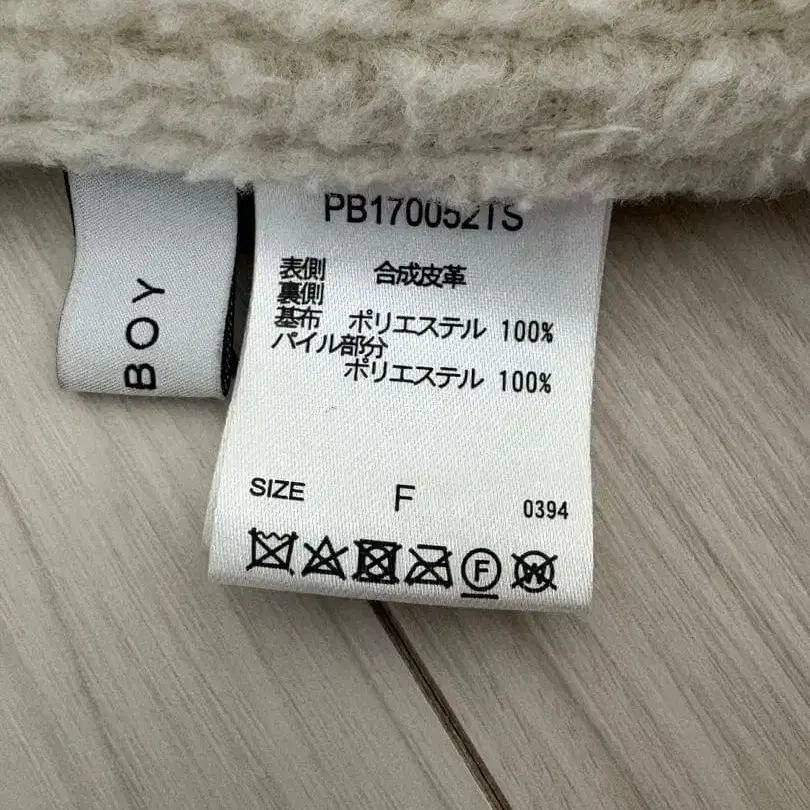 BOY
PB170052TS
表側 合成皮革
裏側
基布 ポリエステル 100%
パイル部分
ポリエステル 100%
SIZE F 0394
F W